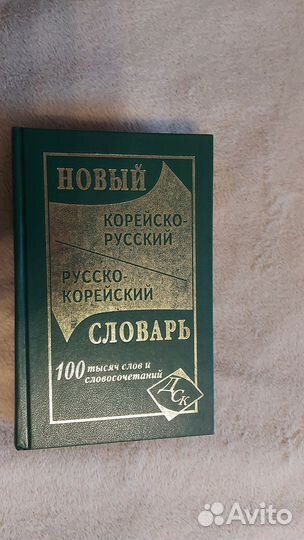 НОВЫЙ
КОРЕЙСКО-
РУССКИЙ
РУССКО-
КОРЕЙСКИЙ
СЛОВАРЬ
100 тысяч слов и
словосочетаний
ДСК
Avito